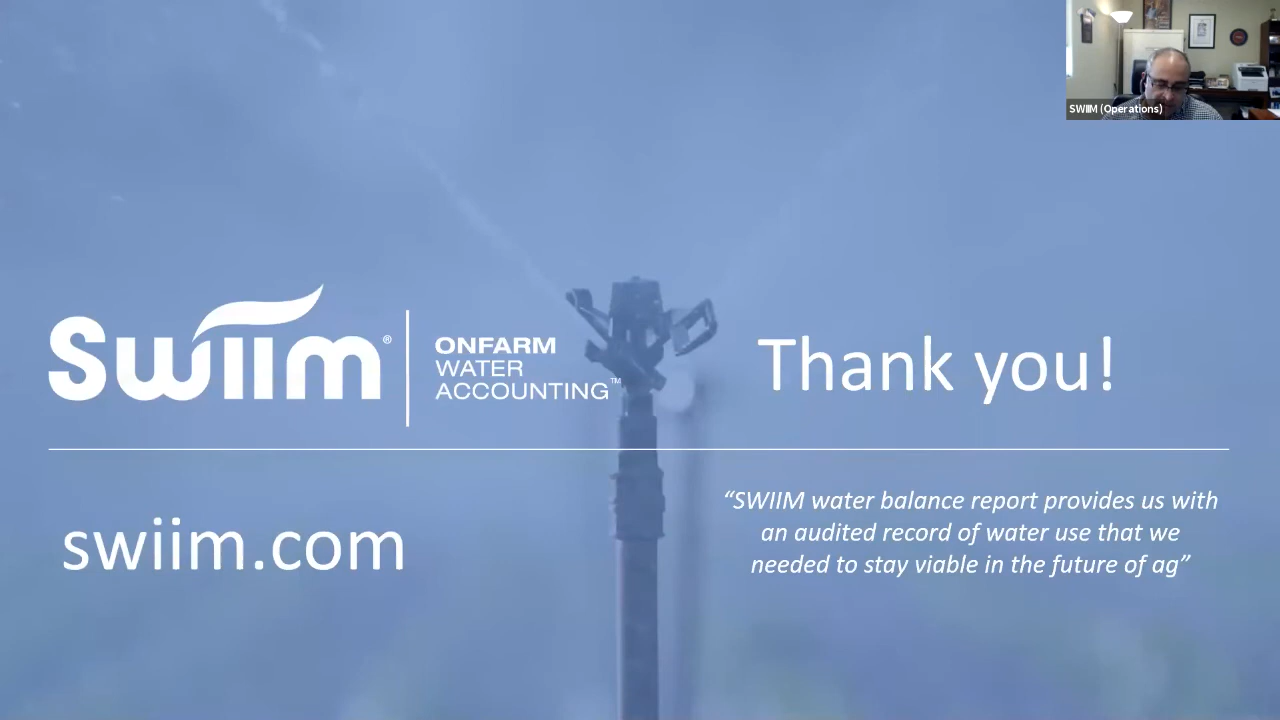 SWIIM (Operations)
Swiim®
ONFARM
WATER
ACCOUNTING™
Thank you!
swiim.com
“SWIIM water balance report provides us with
an audited record of water use that we
needed to stay viable in the future of ag”